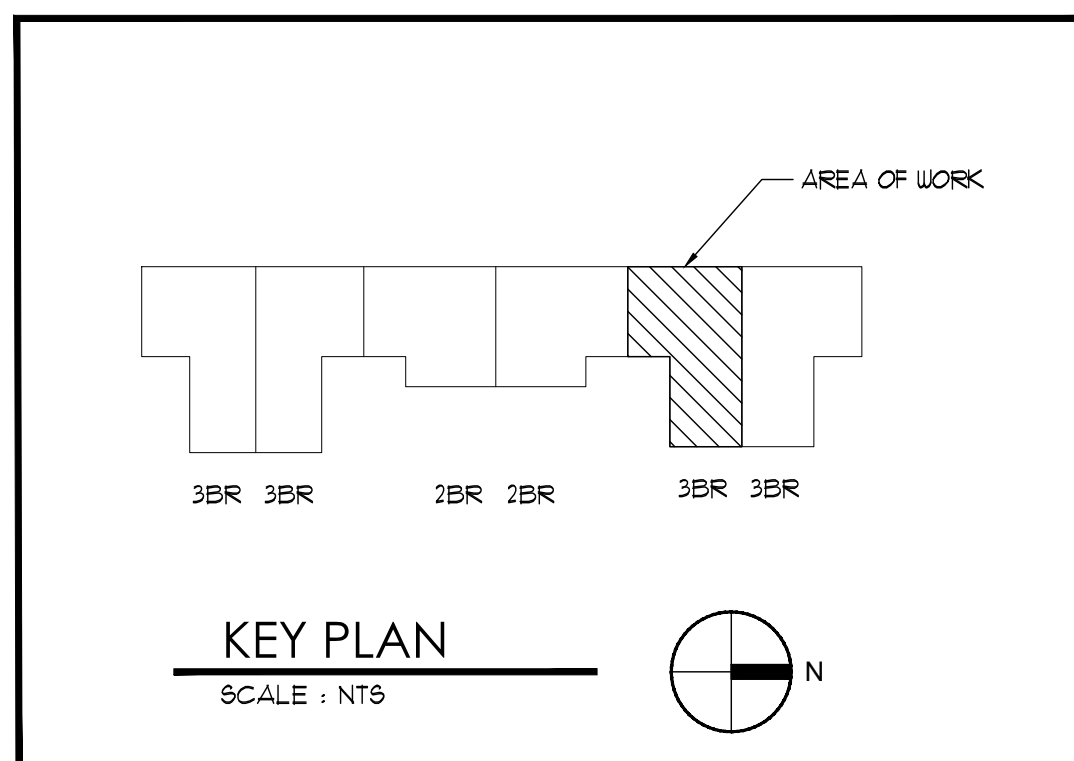 AREA OF WORK
3BR 3BR 2BR 2BR 3BR 3BR
KEY PLAN
SCALE : NTS
N